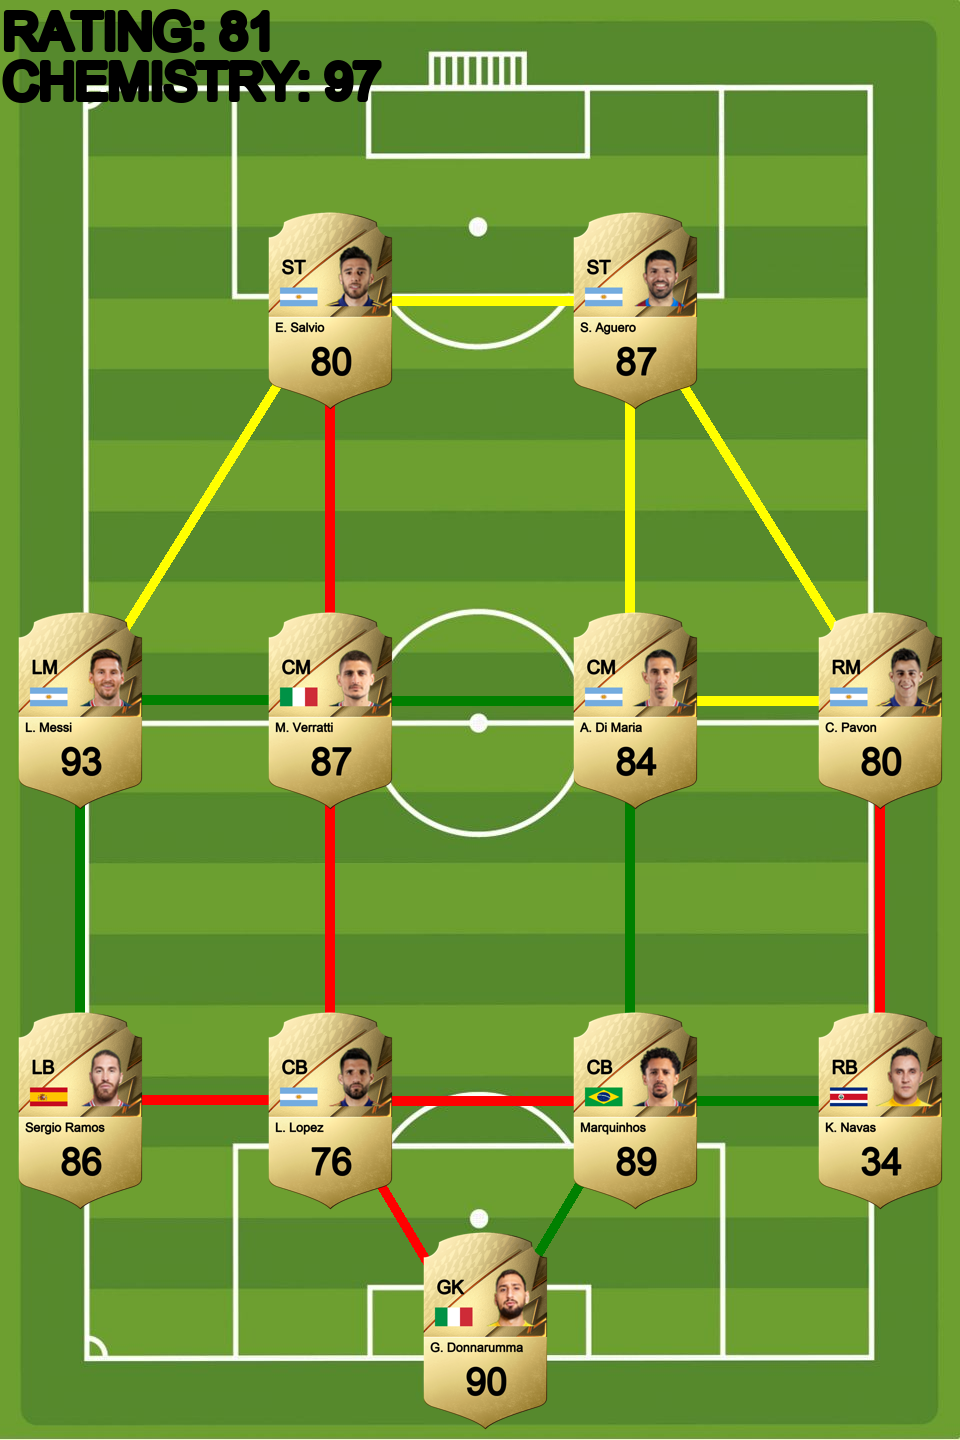 RATING: 81
CHEMISTRY: 97
ST
E. Salvio
80
ST
S. Aguero
87
LM
L. Messi
93
CM
M. Verratti
87
CM
A. Di Maria
84
RM
C. Pavon
80
LB
Sergio Ramos
86
CB
L. Lopez
76
CB
Marquinhos
89
RB
K. Navas
34
GK
G. Donnarumma
90